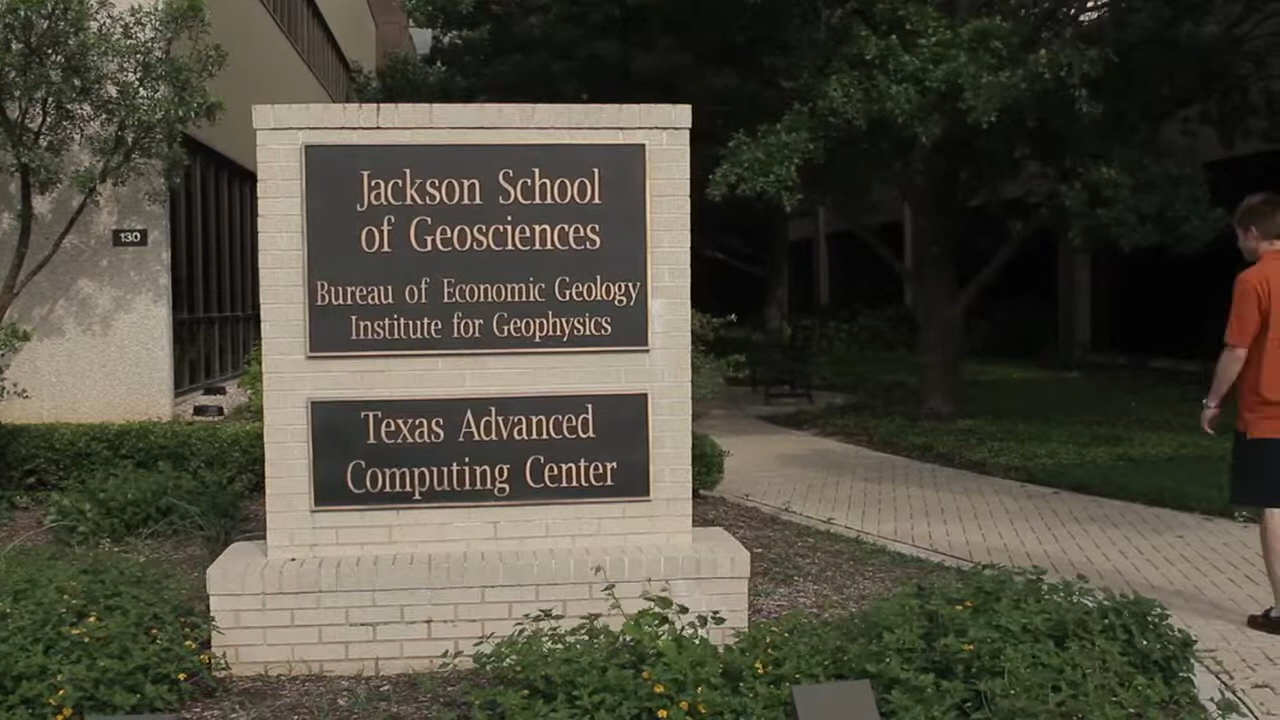 130
Jackson School
of Geosciences
Bureau of Economic Geology
Institute for Geophysics
Texas Advanced
Computing Center